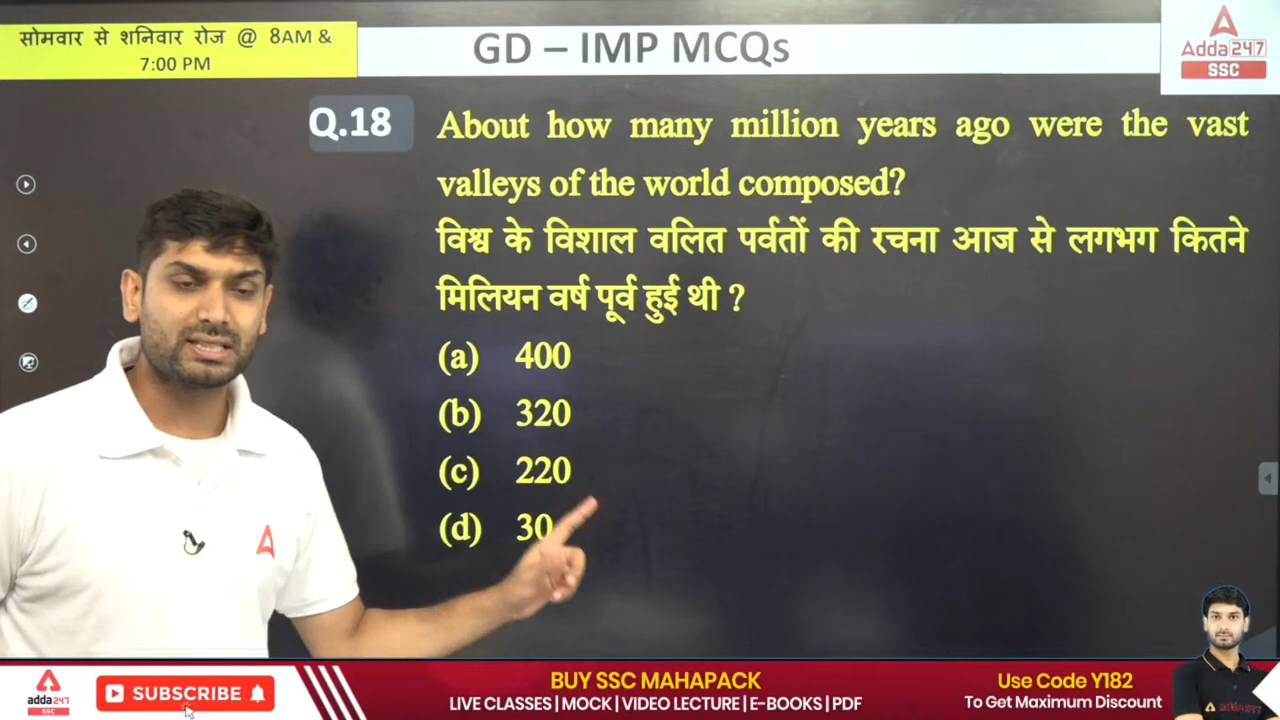 सोमवार से शनिवार रोज @ 8AM &
7:00 PM
GD – IMP MCQs
Adda247
SSC
Q.18 About how many million years ago were the vast
valleys of the world composed?
विश्व के विशाल वलित पर्वतों की रचना आज से लगभग कितने
मिलियन वर्ष पूर्व हुई थी ?
(a) 400
(b) 320
(c) 220
(d) 30
adda247
SSC
SUBSCRIBE
BUY SSC MAHAPACK
LIVE CLASSES | MOCK | VIDEO LECTURE | E-BOOKS | PDF
Use Code Y182
To Get Maximum Discount